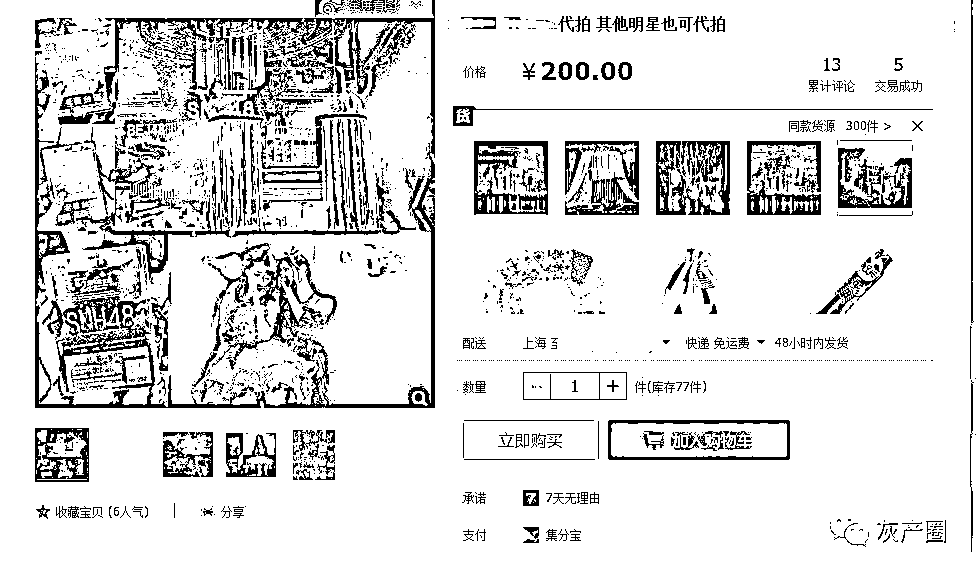 代拍 其他明星也可代拍
价格 ¥200.00
13 累计评论
5 交易成功
同款货源 300件 > ×
配送 上海 至 快递 免运费 48小时内发货
数量 1 + 件(库存77件)
立即购买 加入购物车
承诺 7天无理由
支付 集分宝
SNH48
收藏宝贝 (6人气) 分享
灰产圈